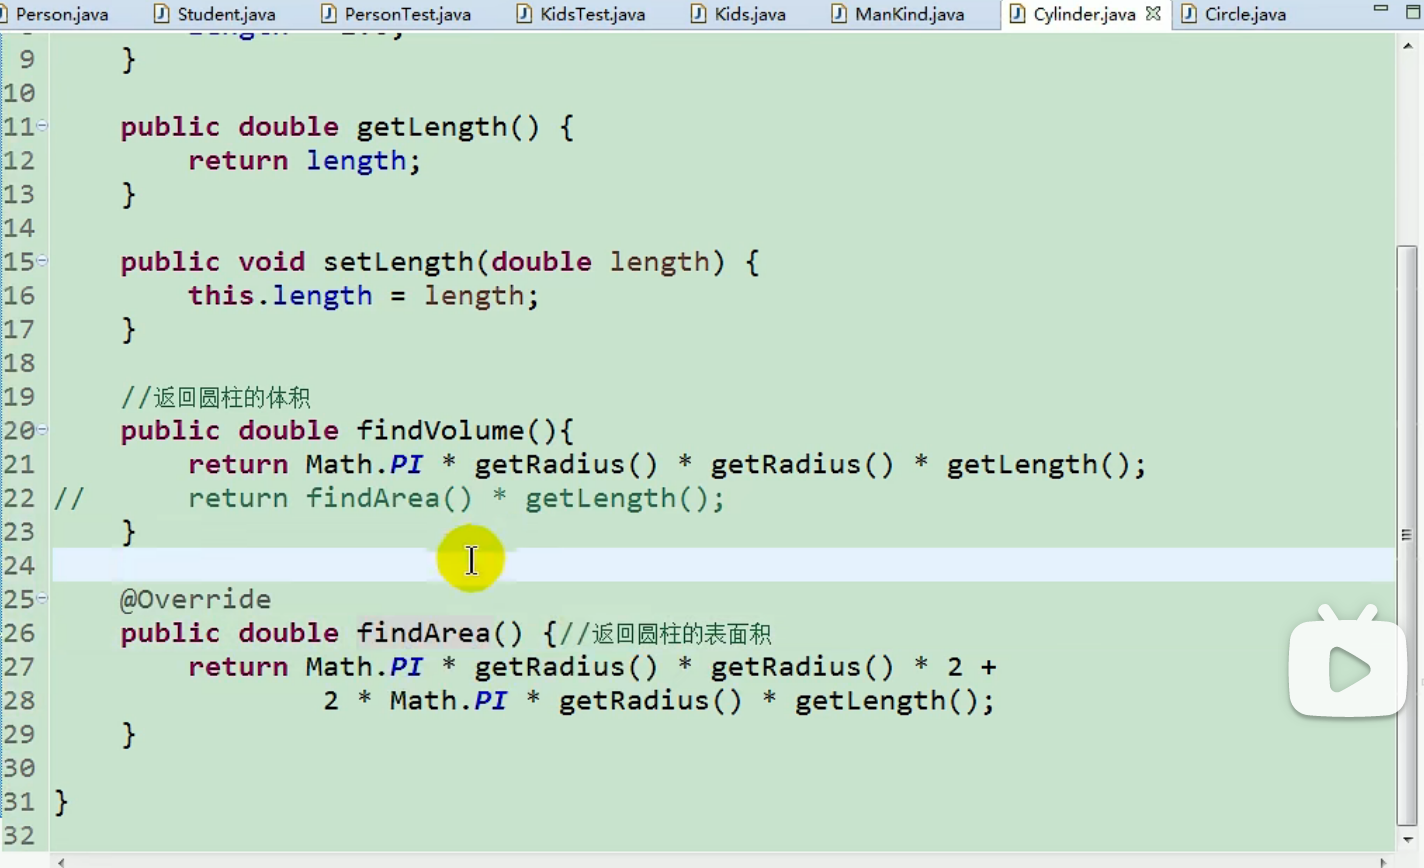 Person.java Student.java PersonTest.java KidsTest.java Kids.java ManKind.java Cylinder.java Circle.java
9 }
10
11 public double getLength() {
12 return length;
13 }
14
15 public void setLength(double length) {
16 this.length = length;
17 }
18
19 //返回圆柱的体积
20 public double findVolume(){
21 return Math.PI * getRadius() * getRadius() * getLength();
22 // return findArea() * getLength();
23 }
24
25 @Override
26 public double findArea() {//返回圆柱的表面积
27 return Math.PI * getRadius() * getRadius() * 2 +
28 2 * Math.PI * getRadius() * getLength();
29 }
30
31 }
32